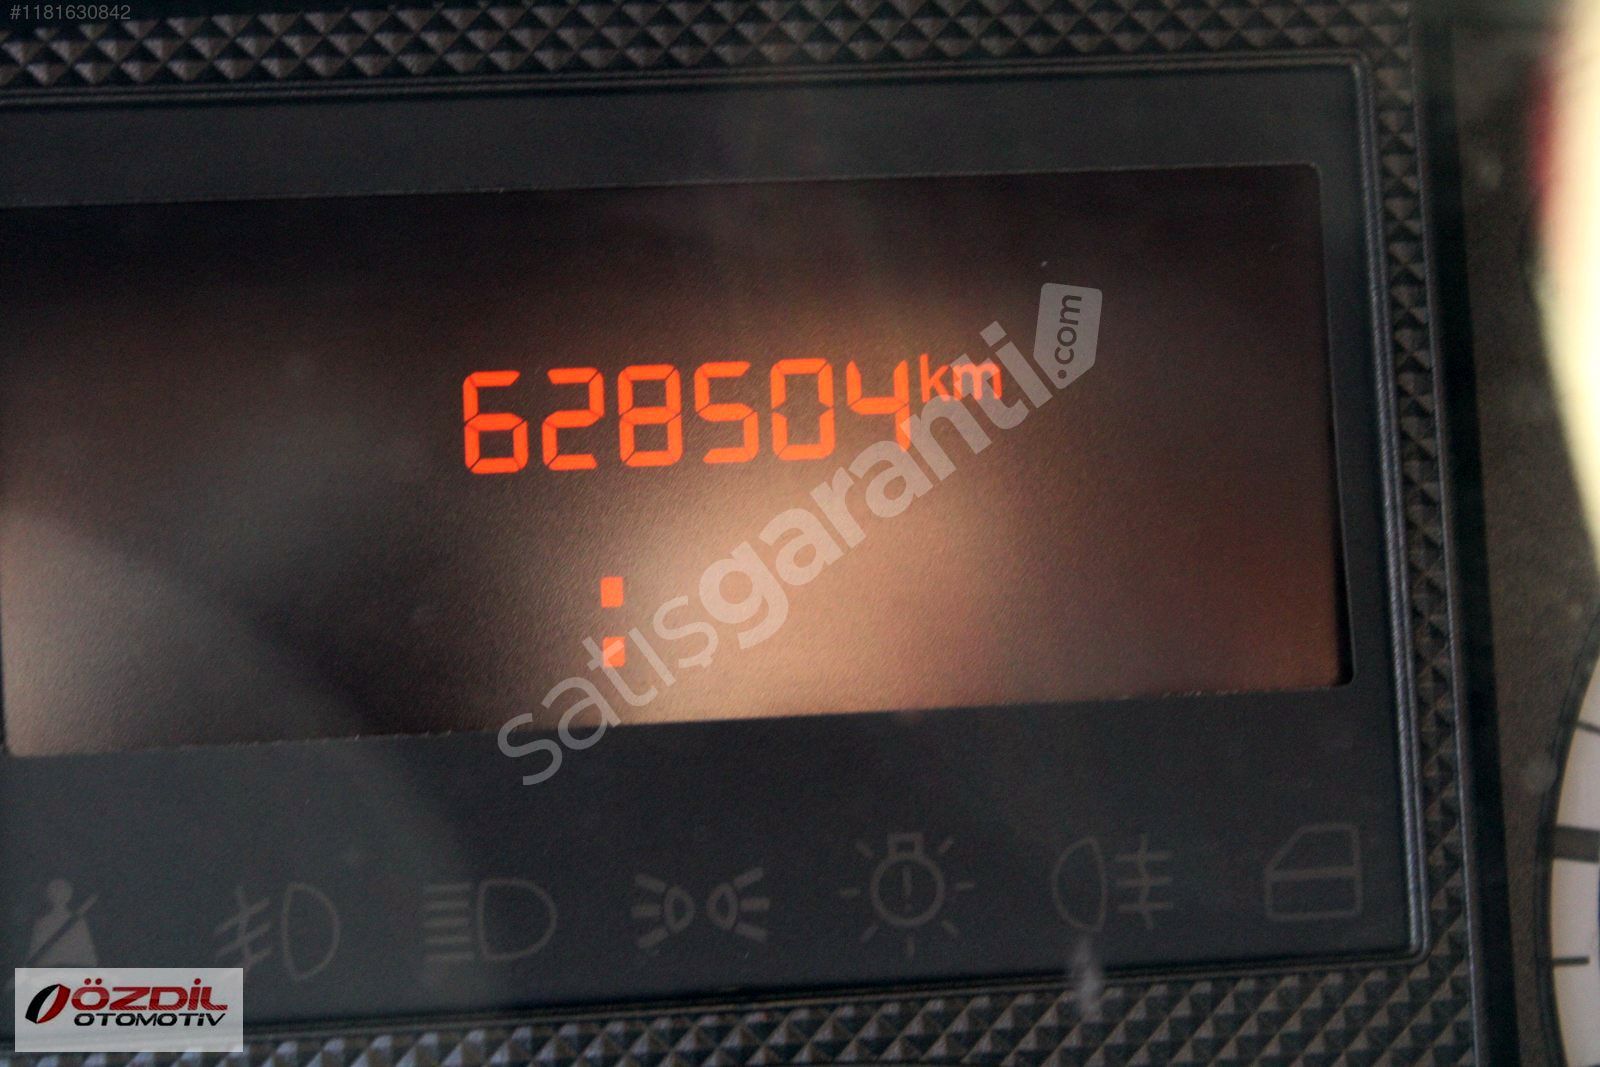 #1181630842
628504km
:
satışgaranti.com
ÖZDİL
OTOMOTİV